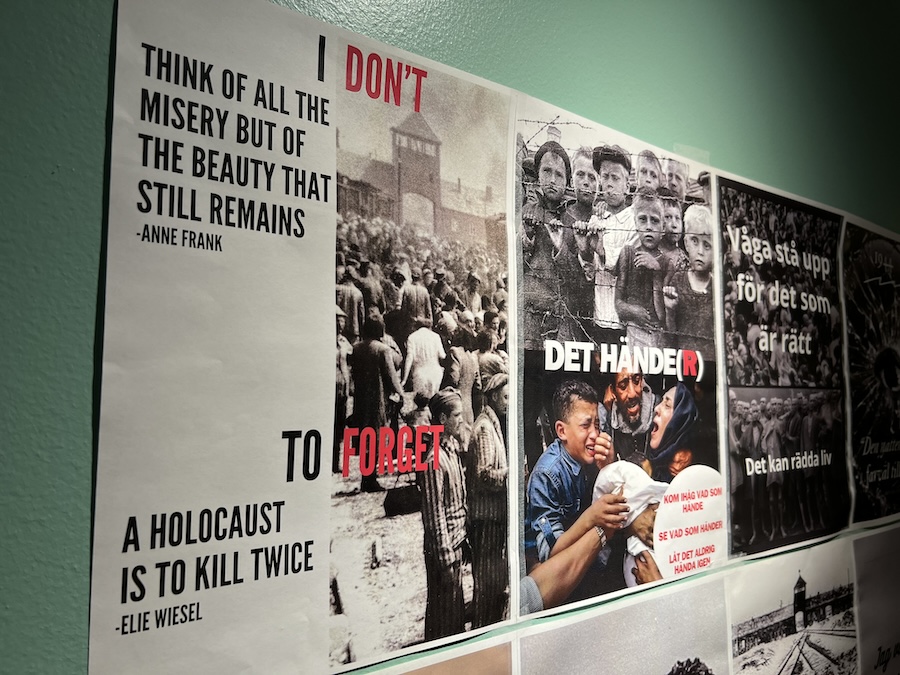 I DON'T
THINK OF ALL THE
MISERY BUT OF
THE BEAUTY THAT
STILL REMAINS
-ANNE FRANK
TO FORGET
A HOLOCAUST
IS TO KILL TWICE
-ELIE WIESEL
DET HÄNDE(R)
KOM IHÅG VAD SOM
HÄNDE
SE VAD SOM HÄNDER
LÅT DET ALDRIG
HÄNDA IGEN
Våga stå upp
för det som
är rätt
Det kan rädda liv
1944
"Den